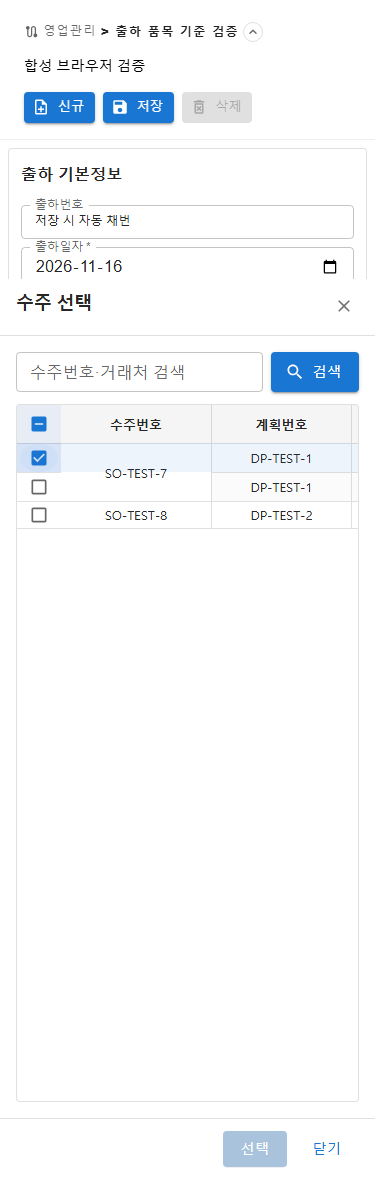 영업관리 > 출하 품목 기준 검증
합성 브라우저 검증
신규 저장 삭제
출하 기본정보
출하번호
저장 시 자동 채번
출하일자 *
2026-11-16
수주 선택
수주번호·거래처 검색 검색
수주번호 계획번호
SO-TEST-7 DP-TEST-1
DP-TEST-1
SO-TEST-8 DP-TEST-2
선택 닫기